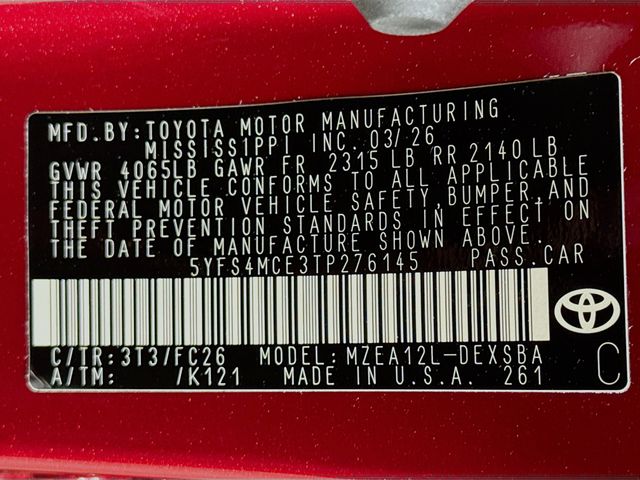 MFD.BY:TOYOTA MOTOR MANUFACTURING
MISSISS1PPI INC. 03/26
GVWR 4065LB GAWR FR 2315 LB RR 2140 LB
THIS VEHICLE CONFORMS TO ALL APPLICABLE
FEDERAL MOTOR VEHICLE SAFETY,BUMPER,AND
THEFT PREVENTION STANDARDS IN EFFECT ON
THE DATE OF MANUFACTURE SHOWN ABOVE.
5YFS4MCE3TP276145 PASS.CAR
C/TR:3T3/FC26 MODEL:MZEA12L-DEXSBA
A/TM: /K121 MADE IN U.S.A. 261
C